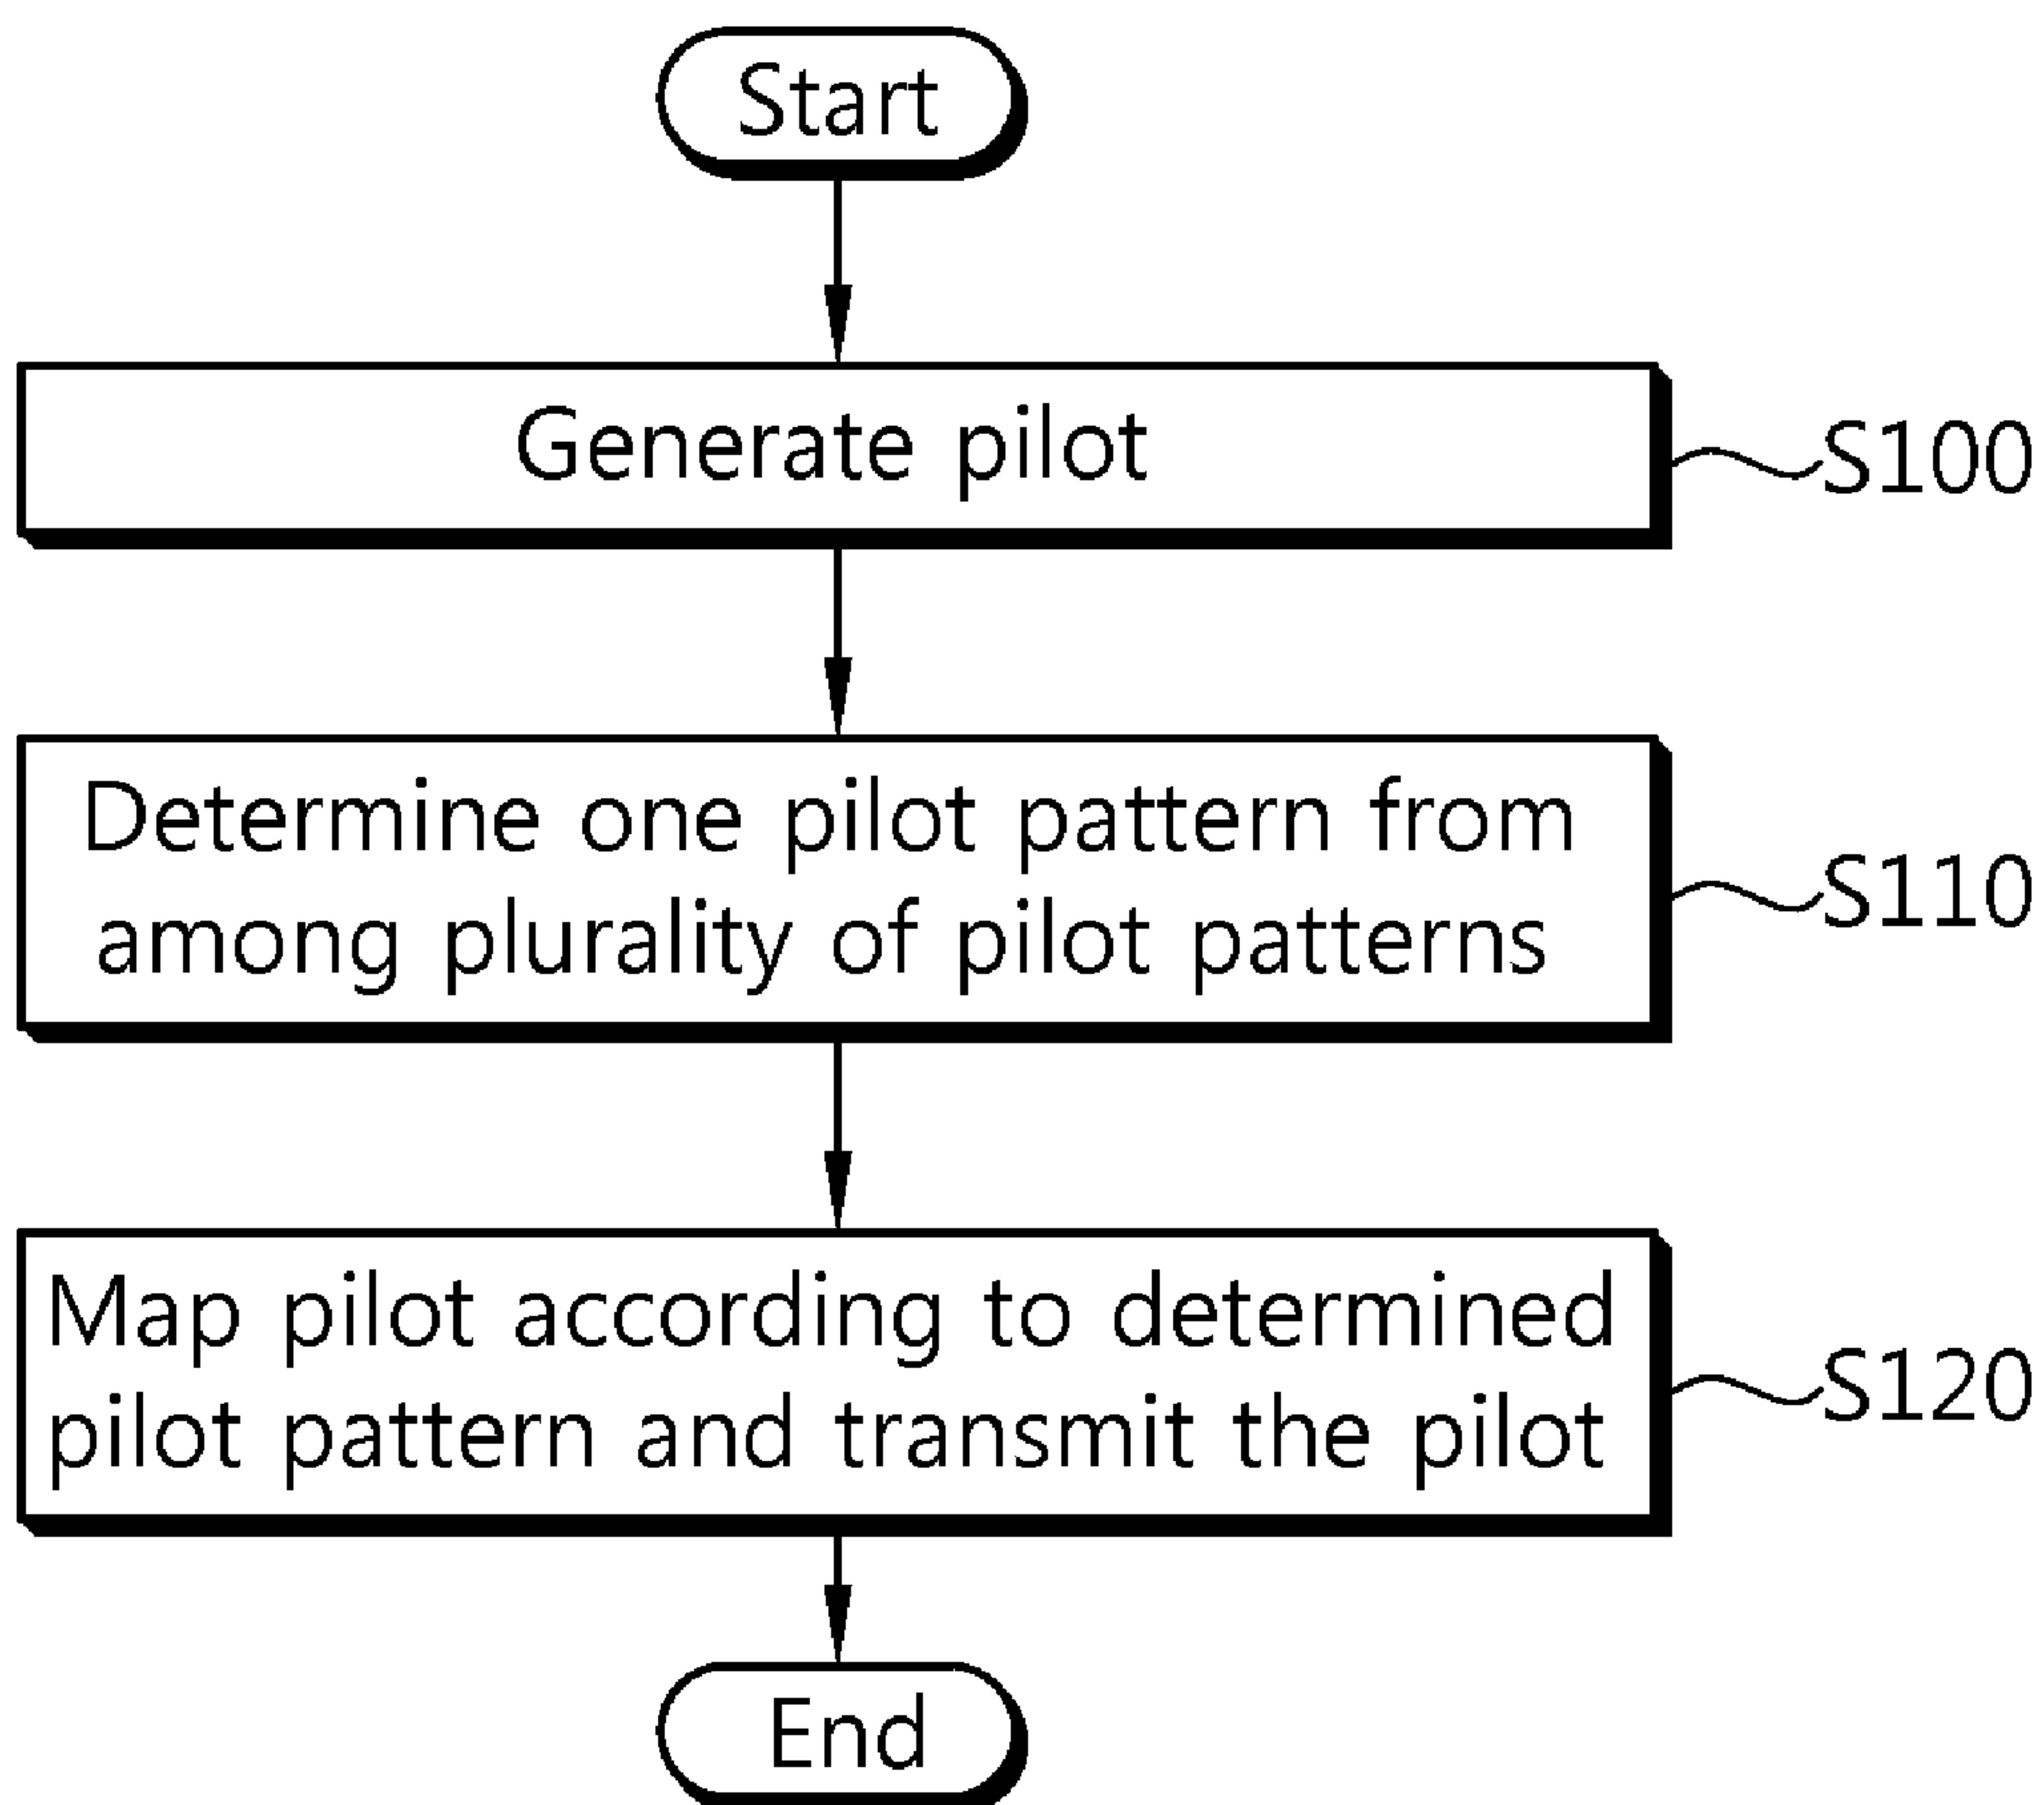 Start
Generate pilot
S100
Determine one pilot pattern from
among plurality of pilot patterns
S110
Map pilot according to determined
pilot pattern and transmit the pilot
S120
End